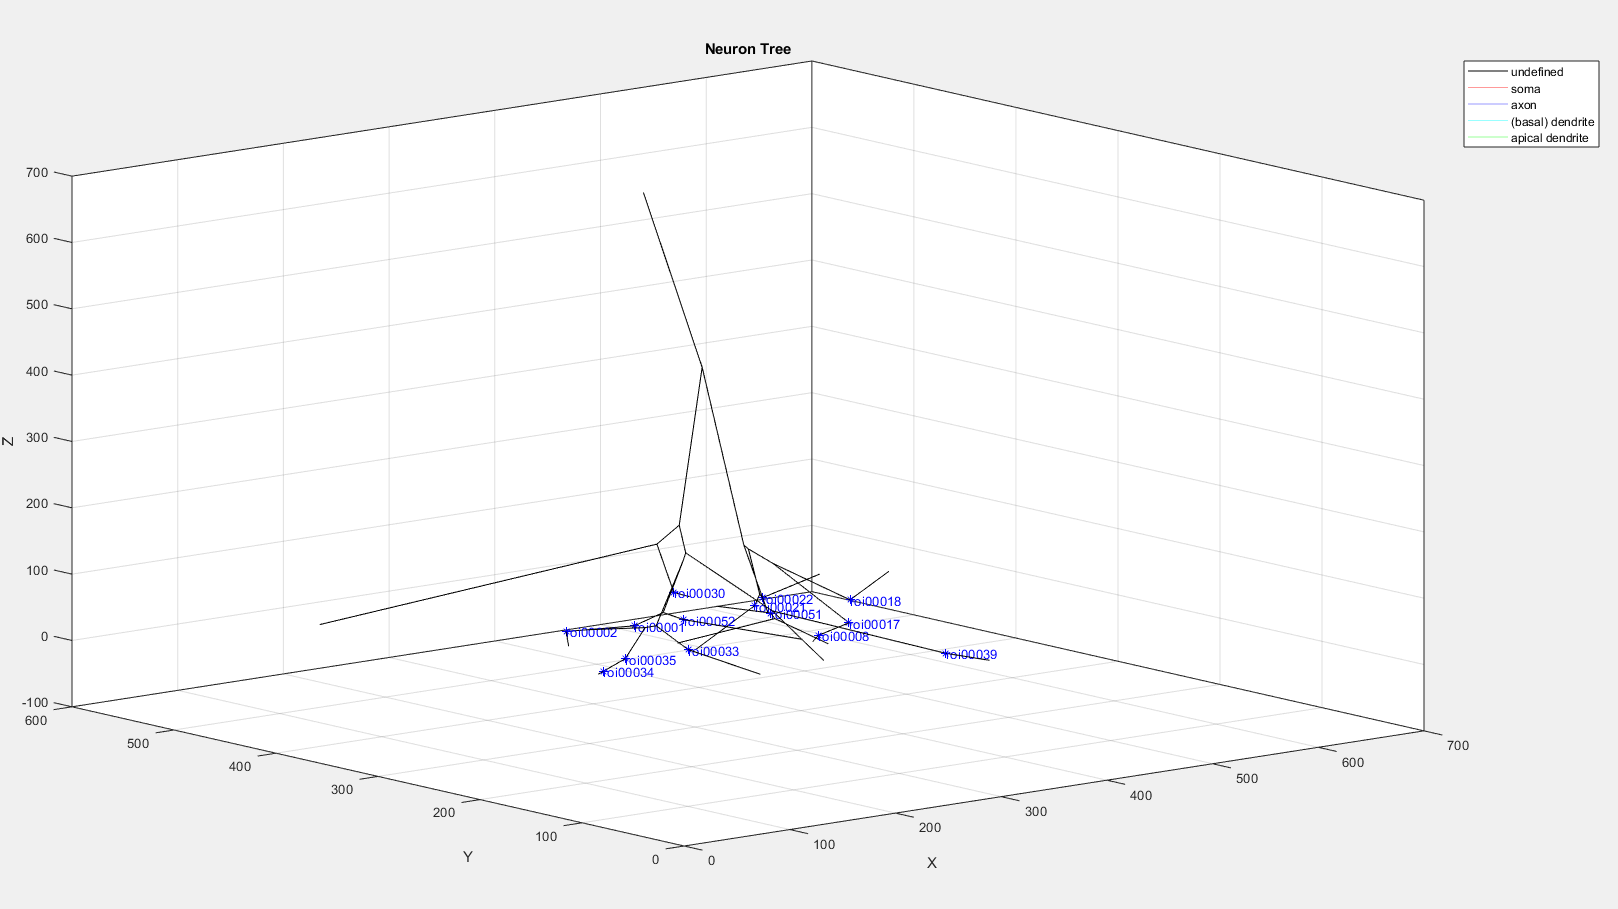 Neuron Tree
undefined
soma
axon
(basal) dendrite
apical dendrite
700
600
500
400
300
200
100
0
-100
Z
roi00030
roi00022
roi00021
roi00051
roi00018
roi00052
roi00002
roi00001
roi00017
roi00008
roi00033
roi00035
roi00034
roi00039
600
500
400
300
200
100
0
Y
0
100
200
300
400
500
600
700
X